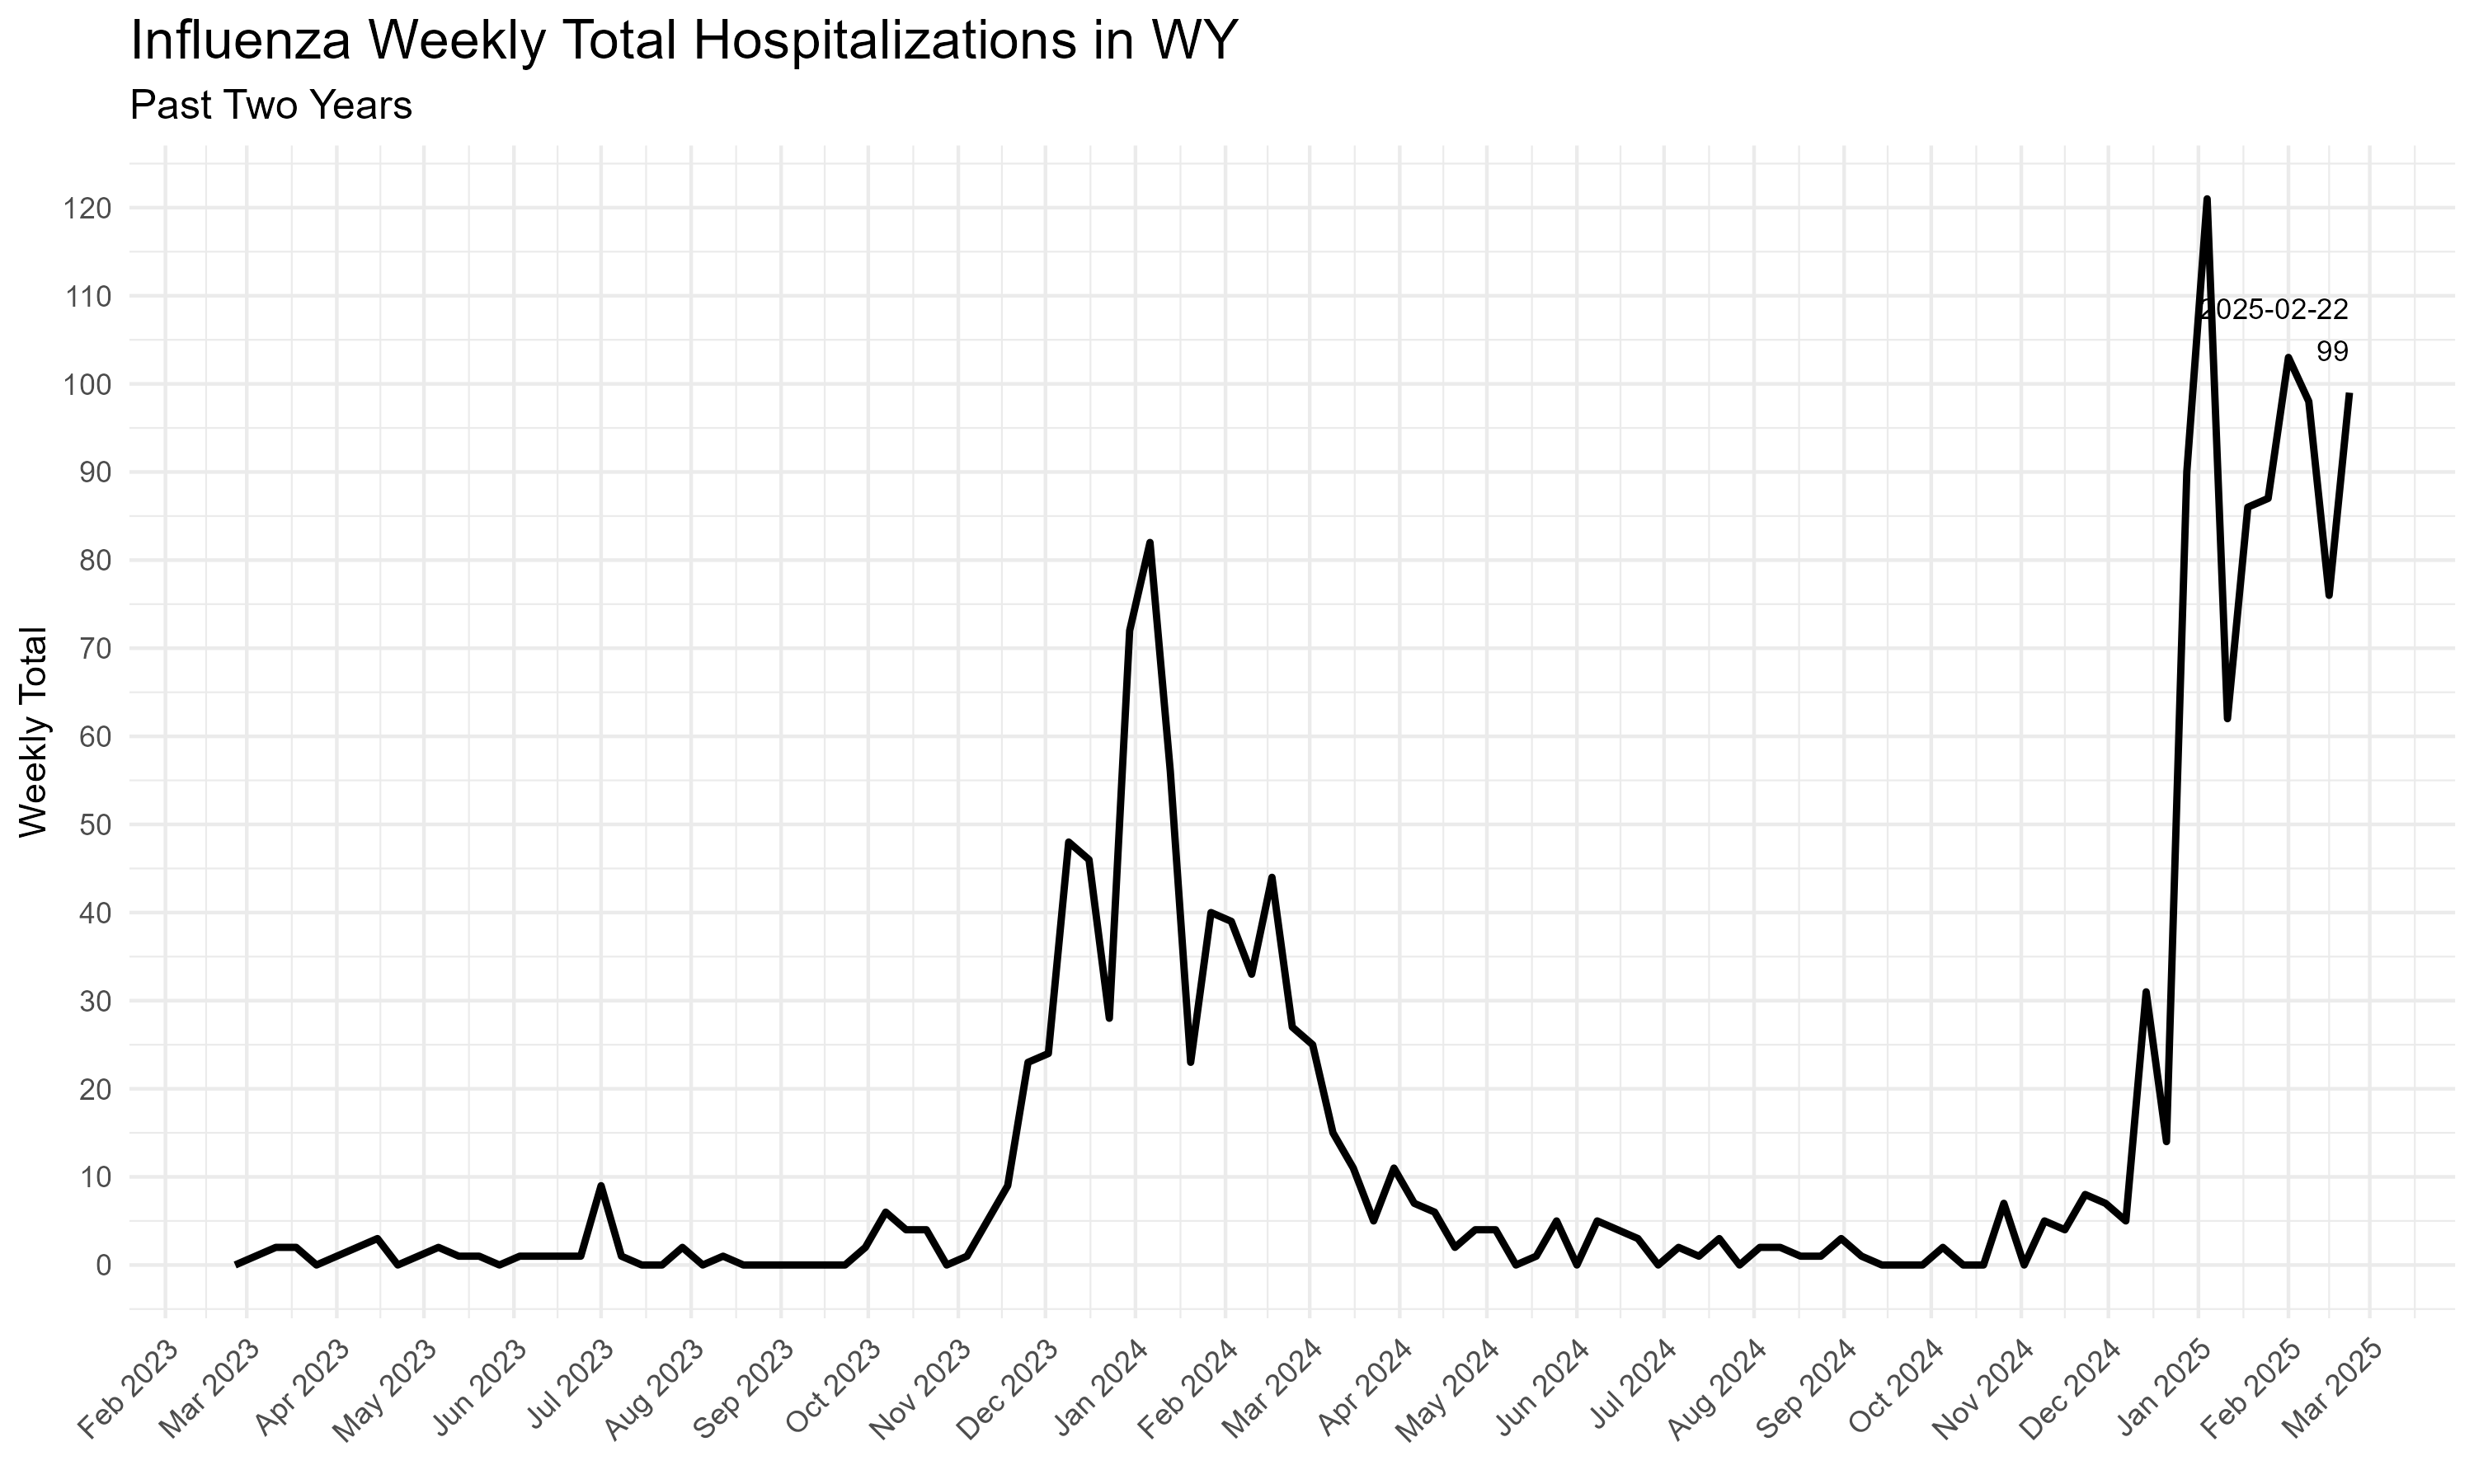 Influenza Weekly Total Hospitalizations in WY
Past Two Years
Weekly Total
120
110
100
90
80
70
60
50
40
30
20
10
0
2025-02-22
99
Feb 2023
Mar 2023
Apr 2023
May 2023
Jun 2023
Jul 2023
Aug 2023
Sep 2023
Oct 2023
Nov 2023
Dec 2023
Jan 2024
Feb 2024
Mar 2024
Apr 2024
May 2024
Jun 2024
Jul 2024
Aug 2024
Sep 2024
Oct 2024
Nov 2024
Dec 2024
Jan 2025
Feb 2025
Mar 2025